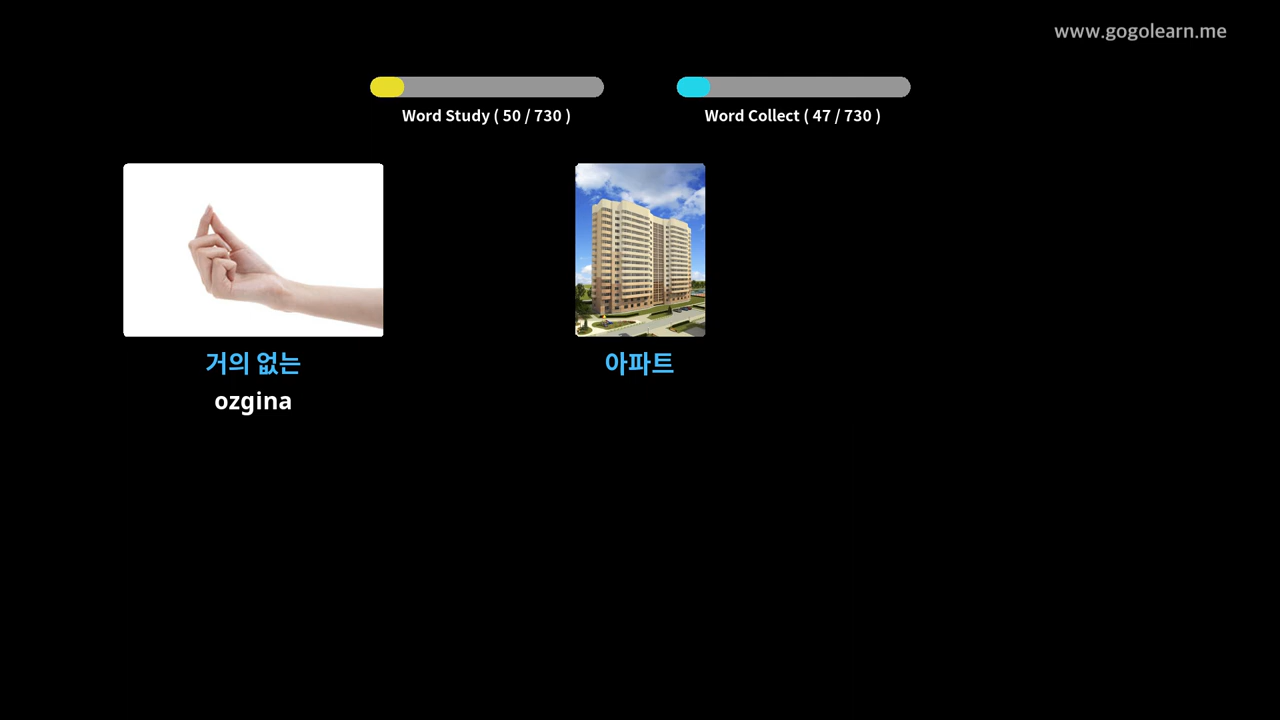 www.gogolearn.me
Word Study ( 50 / 730 )
Word Collect ( 47 / 730 )
거의 없는
ozgina
아파트